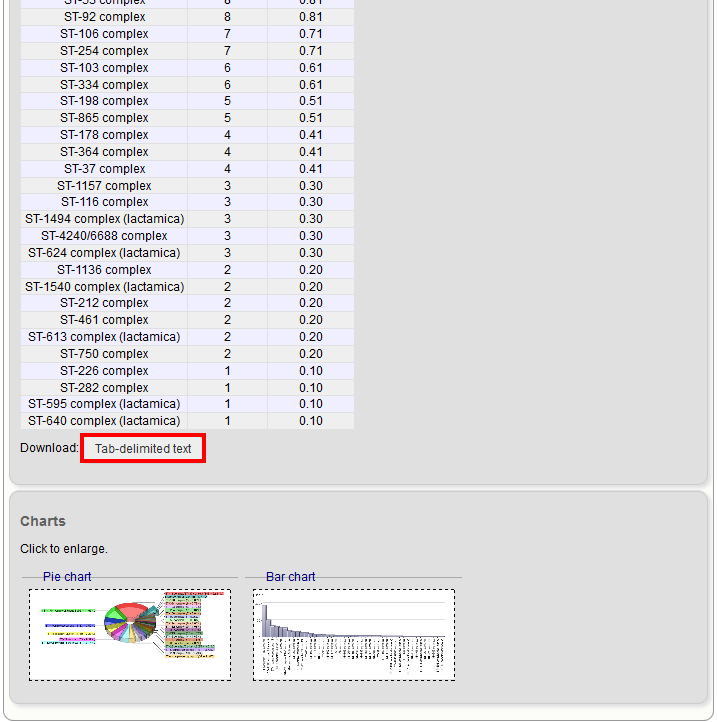 ST-92 complex 8 0.81
ST-106 complex 7 0.71
ST-254 complex 7 0.71
ST-103 complex 6 0.61
ST-334 complex 6 0.61
ST-198 complex 5 0.51
ST-865 complex 5 0.51
ST-178 complex 4 0.41
ST-364 complex 4 0.41
ST-37 complex 4 0.41
ST-1157 complex 3 0.30
ST-116 complex 3 0.30
ST-1494 complex (lactamica) 3 0.30
ST-4240/6688 complex 3 0.30
ST-624 complex (lactamica) 3 0.30
ST-1136 complex 2 0.20
ST-1540 complex (lactamica) 2 0.20
ST-212 complex 2 0.20
ST-461 complex 2 0.20
ST-613 complex (lactamica) 2 0.20
ST-750 complex 2 0.20
ST-226 complex 1 0.10
ST-282 complex 1 0.10
ST-595 complex (lactamica) 1 0.10
ST-640 complex (lactamica) 1 0.10
Download: Tab-delimited text
Charts
Click to enlarge.
Pie chart Bar chart